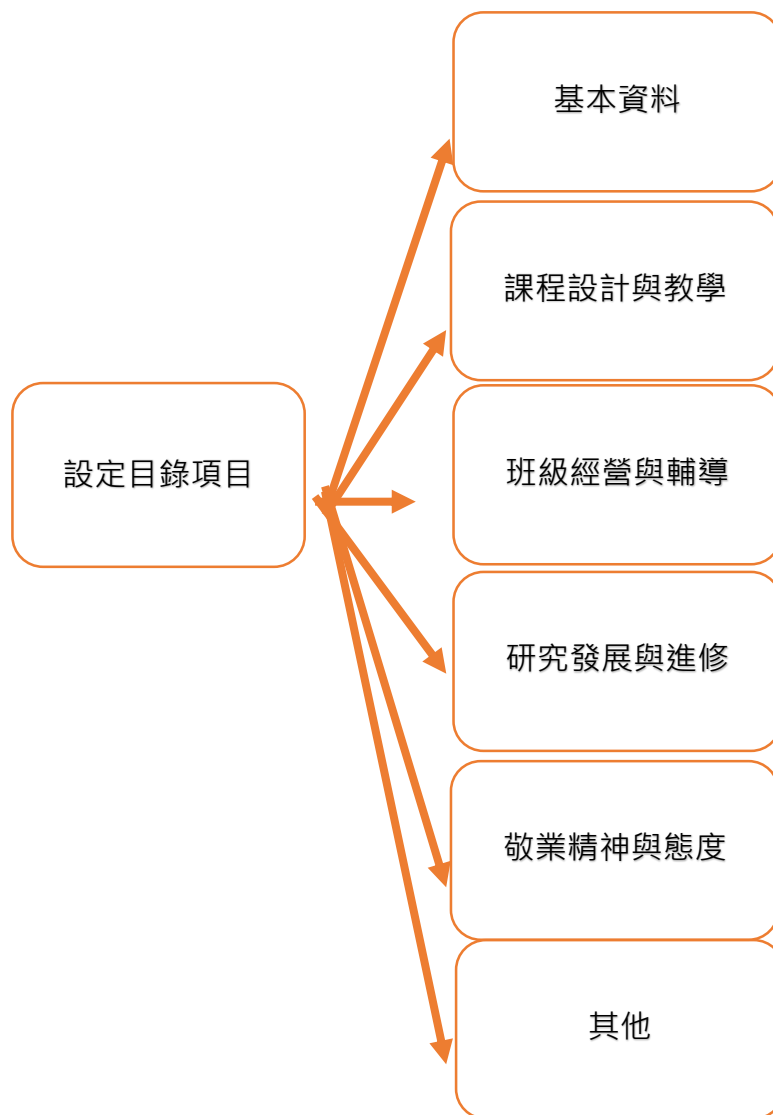 基本資料
課程設計與教學
設定目錄項目
班級經營與輔導
研究發展與進修
敬業精神與態度
其他